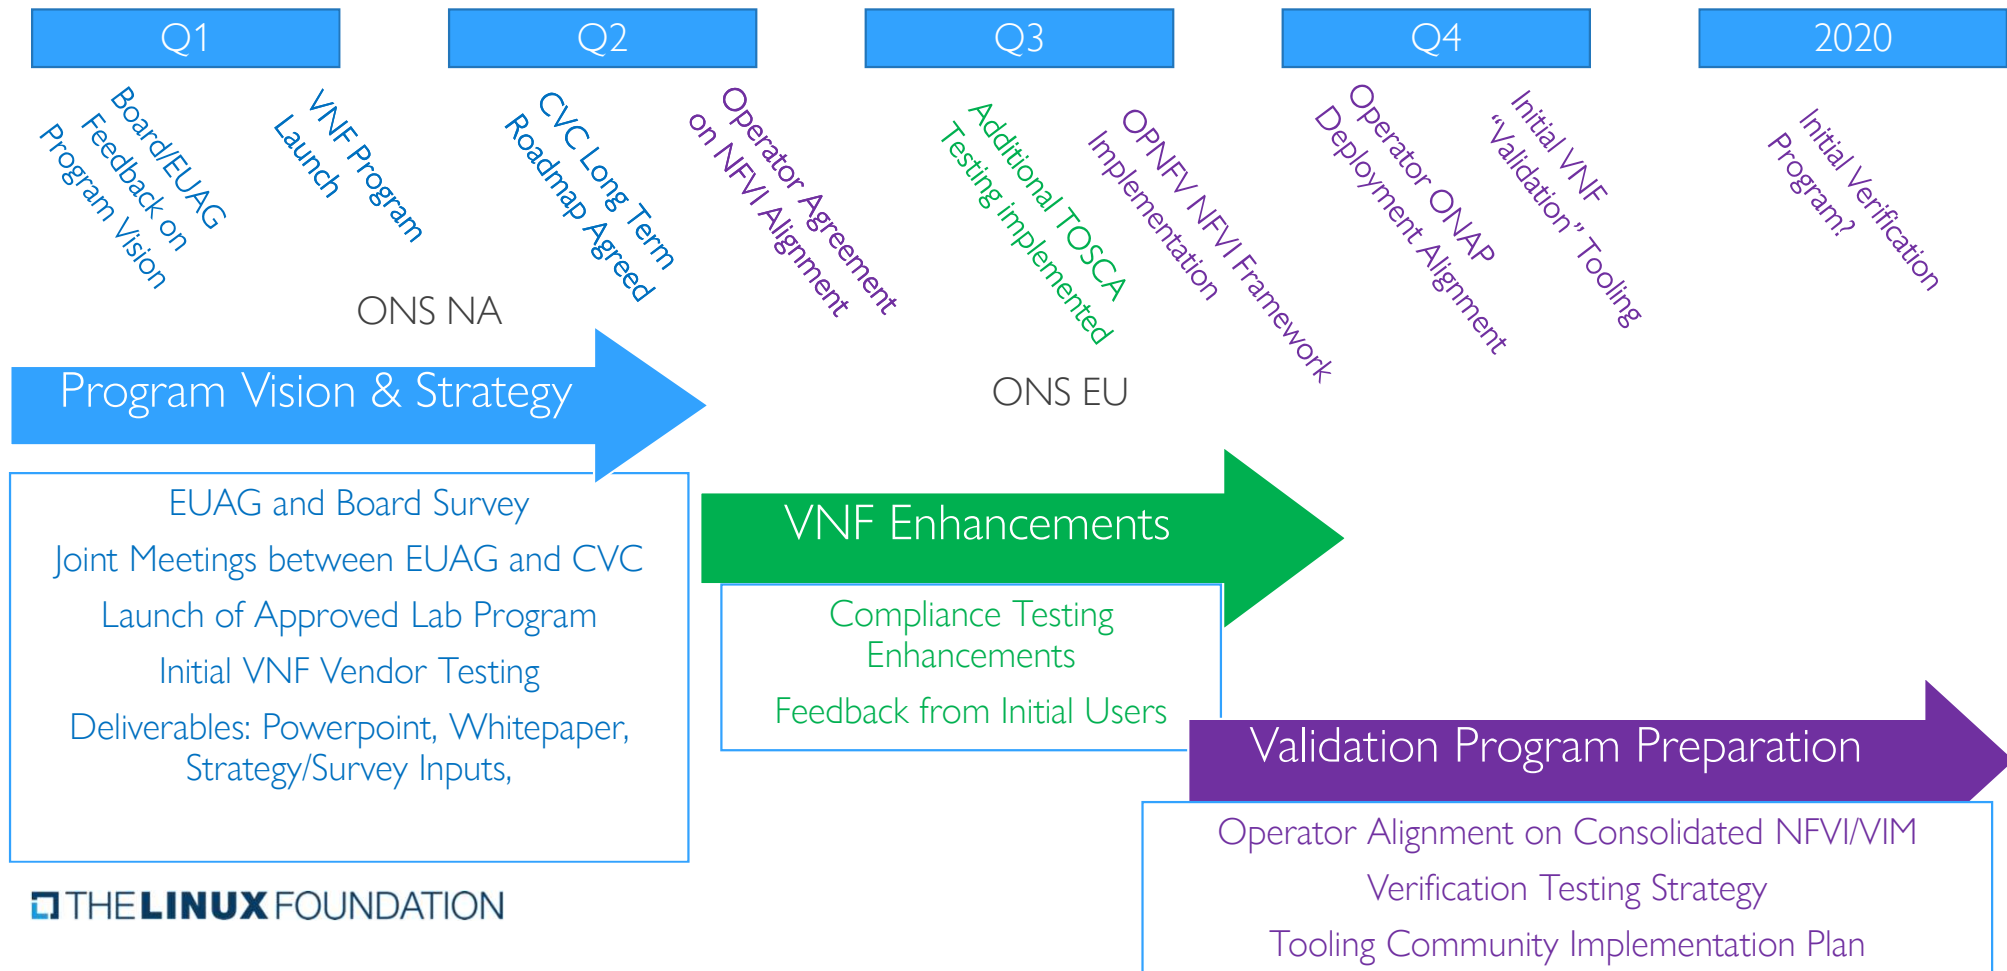 Q1
Q2
Q3
Q4
2020
Board/EUAG
Feedback on
Program Vision
VNF Program
Launch
CVC Long Term
Roadmap Agreed
Operator Agreement
on NFVI Alignment
Additional TOSCA
Testing implemented
OPNFV NFVI Framework
Implementation
Operator ONAP
Deployment Alignment
Initial VNF
“Validation” Tooling
Initial Verification
Program?
ONS NA
ONS EU
Program Vision & Strategy
EUAG and Board Survey
Joint Meetings between EUAG and CVC
Launch of Approved Lab Program
Initial VNF Vendor Testing
Deliverables: Powerpoint, Whitepaper,
Strategy/Survey Inputs,
VNF Enhancements
Compliance Testing
Enhancements
Feedback from Initial Users
Validation Program Preparation
Operator Alignment on Consolidated NFVI/VIM
Verification Testing Strategy
Tooling Community Implementation Plan
THE LINUX FOUNDATION